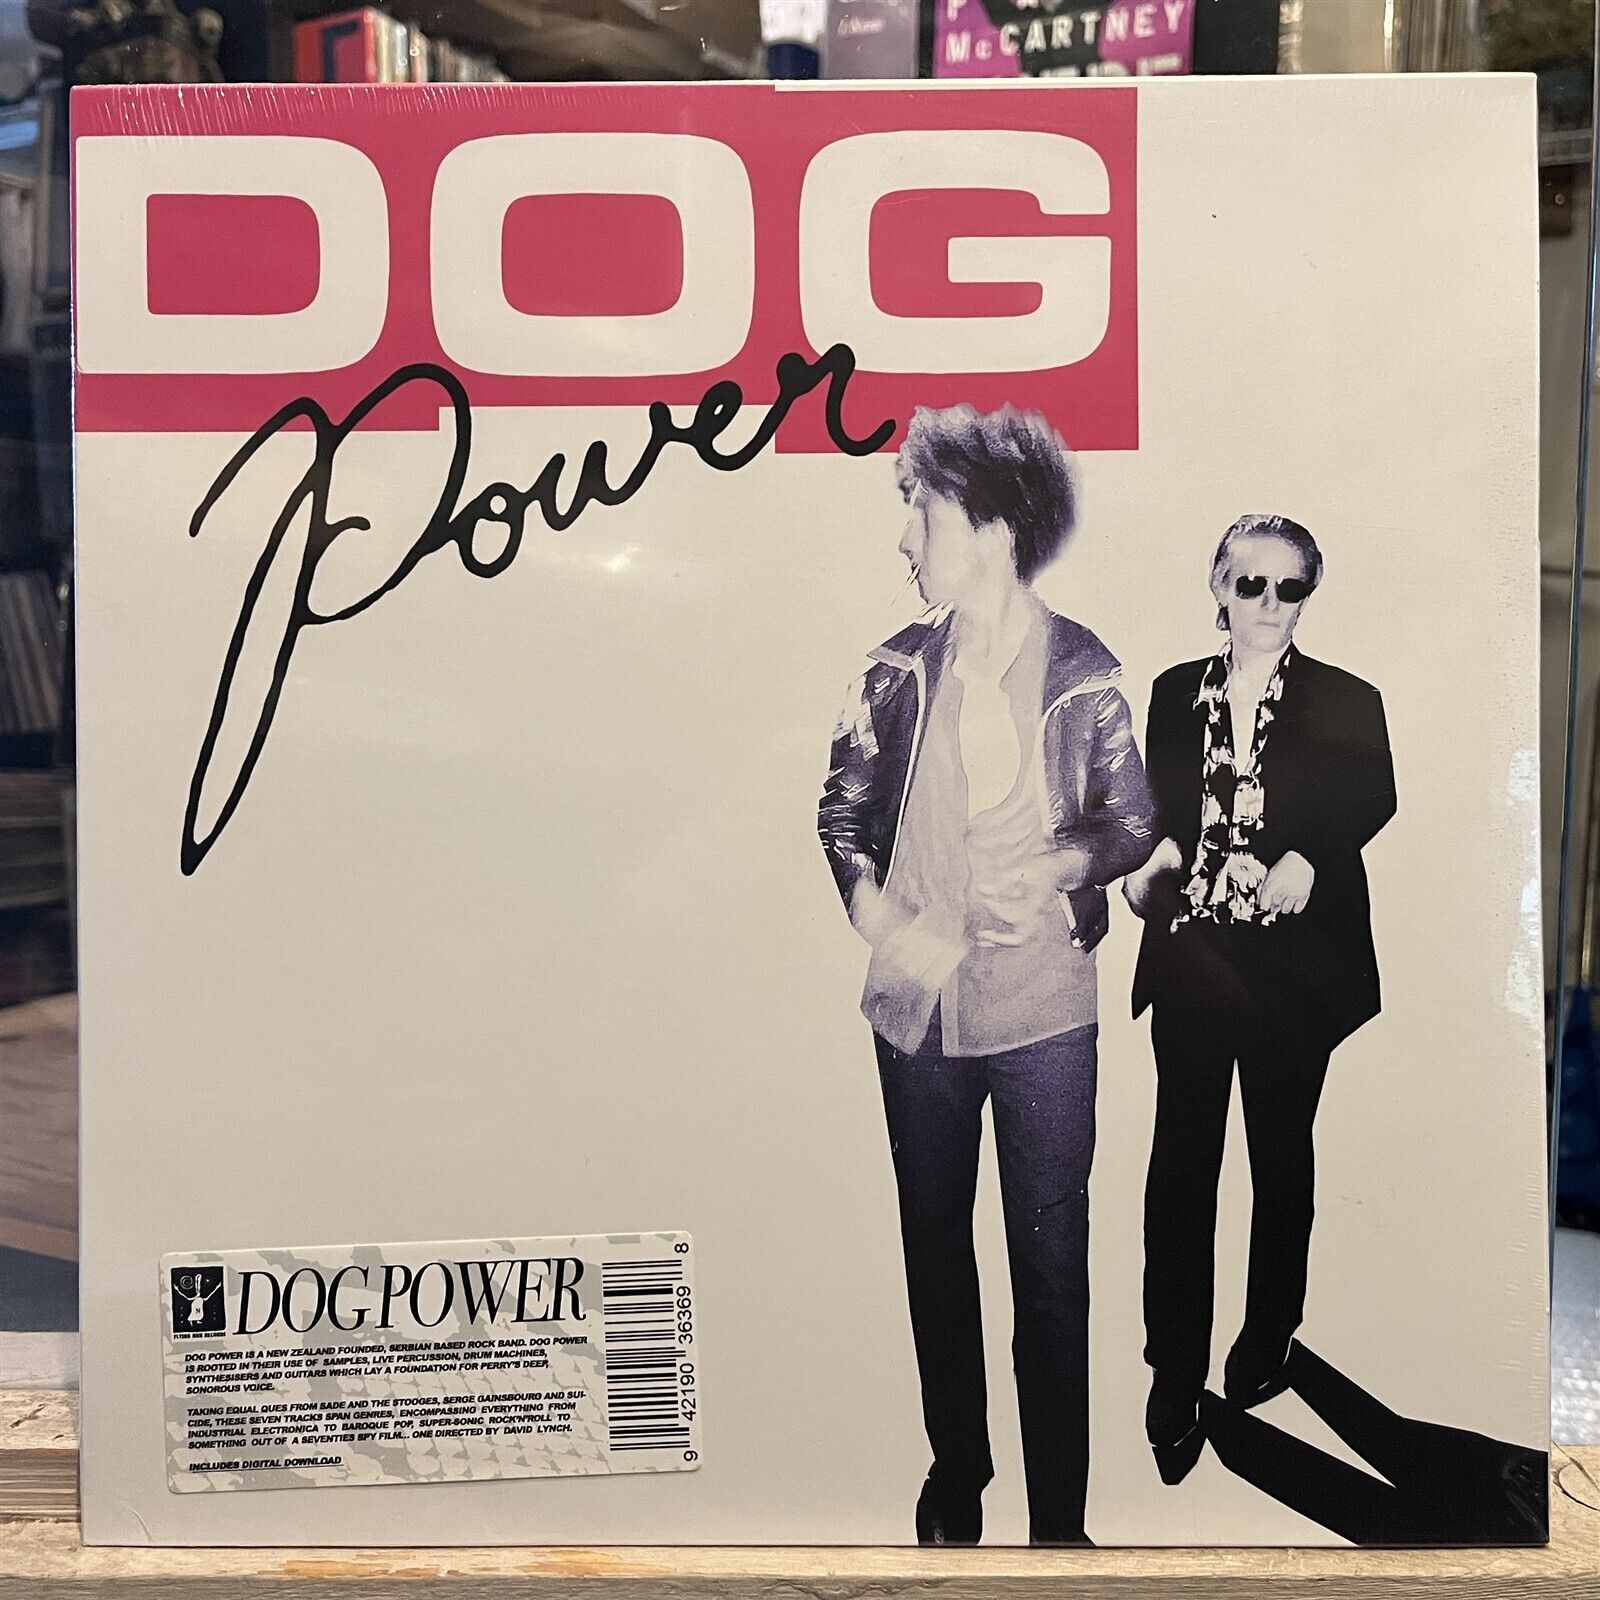 McCARTNEY
DOG
Power
DOG POWER
FLYING NUN RECORDS
DOG POWER IS A NEW ZEALAND FOUNDED, SERBIAN BASED ROCK BAND. DOG POWER
IS ROOTED IN THEIR USE OF SAMPLES, LIVE PERCUSSION, DRUM MACHINES,
SYNTHESISERS AND GUITARS WHICH LAY A FOUNDATION FOR PERRY'S DEEP,
SONOROUS VOICE.
TAKING EQUAL QUES FROM SADE AND THE STOOGES, SERGE GAINSBOURG AND SUI-
CIDE, THESE SEVEN TRACKS SPAN GENRES, ENCOMPASSING EVERYTHING FROM
INDUSTRIAL ELECTRONICA TO BAROQUE POP, SUPER-SONIC ROCK'N'ROLL TO
SOMETHING OUT OF A SEVENTIES SPY FILM... ONE DIRECTED BY DAVID LYNCH.
INCLUDES DIGITAL DOWNLOAD
9 42190 36369 8